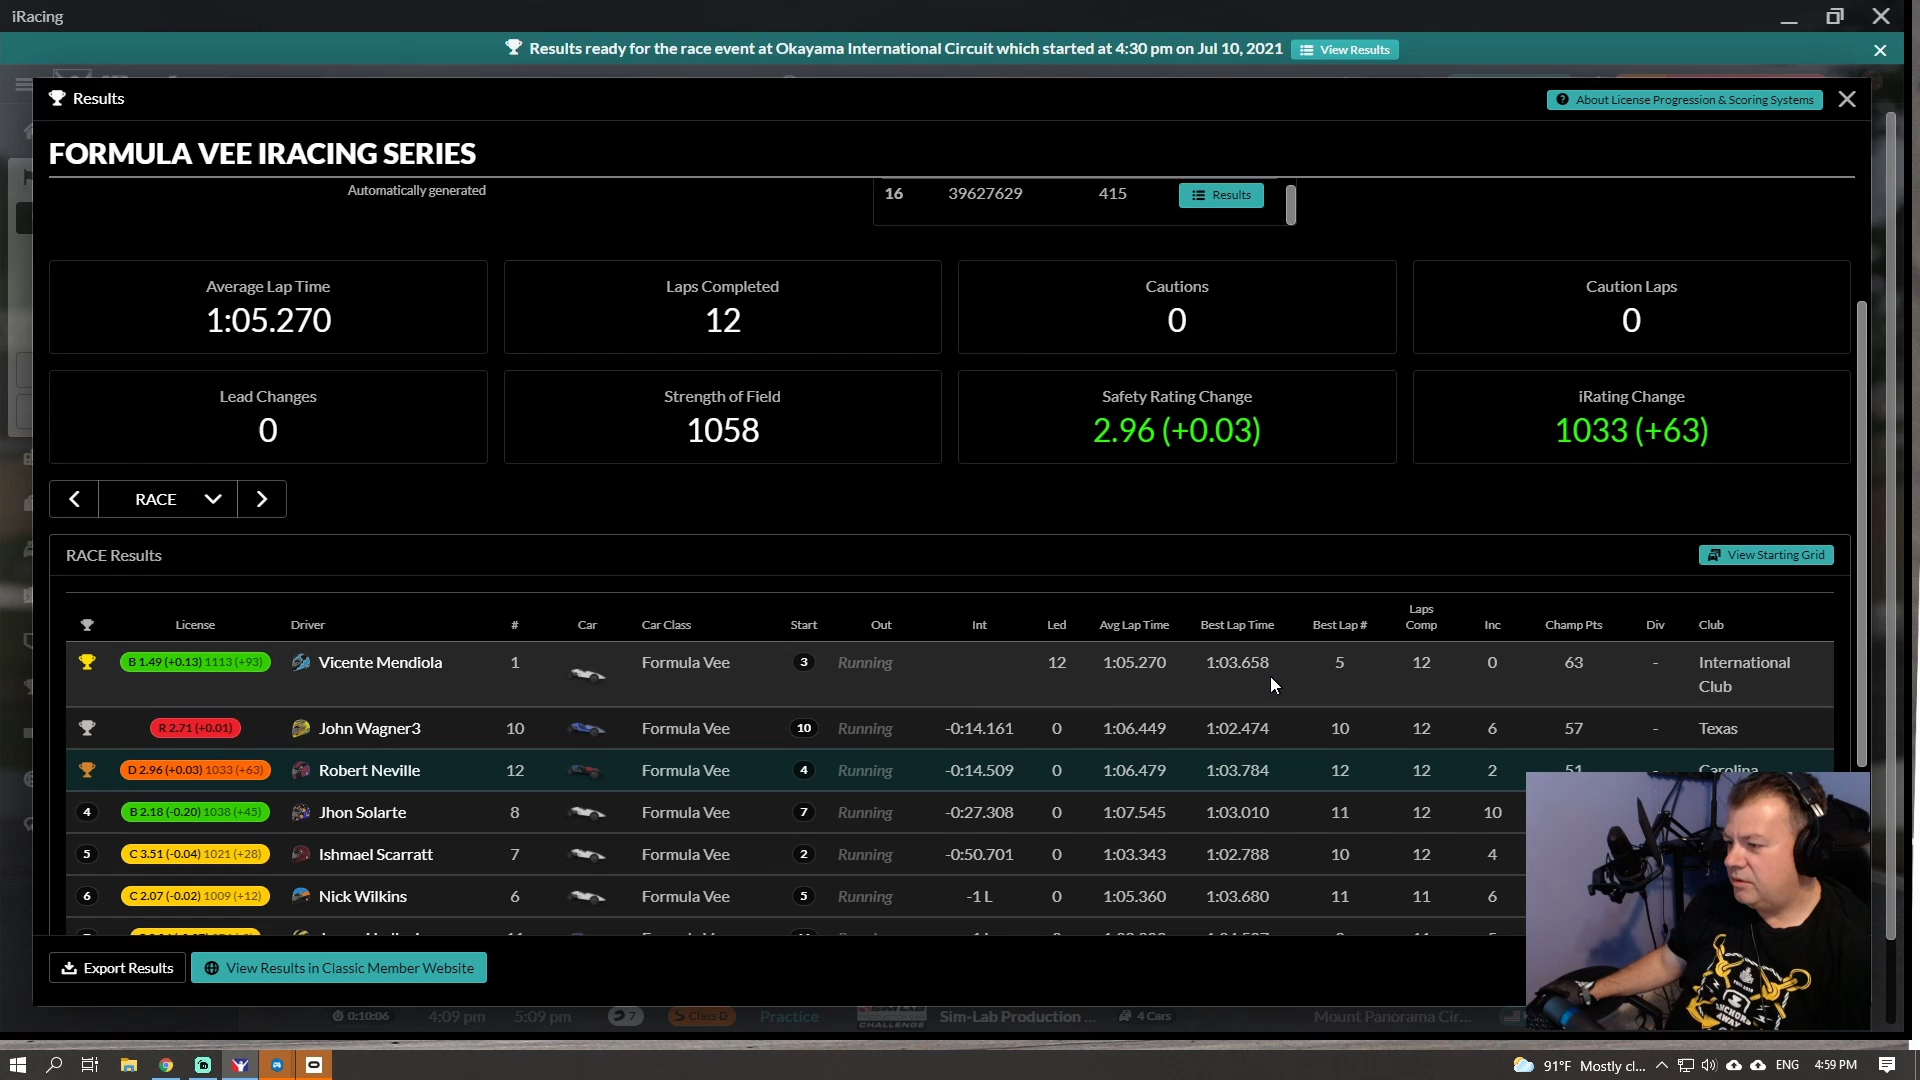 iRacing
Results ready for the race event at Okayama International Circuit which started at 4:30 pm on Jul 10, 2021 View Results
Results
About License Progression & Scoring Systems
FORMULA VEE IRACING SERIES
Automatically generated
16 39627629 415 Results
Average Lap Time
1:05.270
Laps Completed
12
Cautions
0
Caution Laps
0
Lead Changes
0
Strength of Field
1058
Safety Rating Change
2.96 (+0.03)
iRating Change
1033 (+63)
RACE
RACE Results
View Starting Grid
License Driver # Car Car Class Start Out Int Led Avg Lap Time Best Lap Time Best Lap # Laps Comp Inc Champ Pts Div Club
B 1.49 (+0.13) 1113 (+93) Vicente Mendiola 1 Formula Vee 3 Running 12 1:05.270 1:03.658 5 12 0 63 - International Club
R 2.71 (+0.01) John Wagner3 10 Formula Vee 10 Running -0:14.161 0 1:06.449 1:02.474 10 12 6 57 - Texas
D 2.96 (+0.03) 1033 (+63) Robert Neville 12 Formula Vee 4 Running -0:14.509 0 1:06.479 1:03.784 12 12 2 51 - Carolina
4 B 2.18 (-0.20) 1038 (+45) Jhon Solarte 8 Formula Vee 7 Running -0:27.308 0 1:07.545 1:03.010 11 12 10
5 C 3.51 (-0.04) 1021 (+28) Ishmael Scarratt 7 Formula Vee 2 Running -0:50.701 0 1:03.343 1:02.788 10 12 4
6 C 2.07 (-0.02) 1009 (+12) Nick Wilkins 6 Formula Vee 5 Running -1 L 0 1:05.360 1:03.680 11 11 6
Export Results
View Results in Classic Member Website
0:10:06 4:09 pm 5:09 pm 7 Class D Practice CHALLENGE Sim-Lab Production ... 4 Cars Mount Panorama Cir...
91°F Mostly cl... ENG 4:59 PM